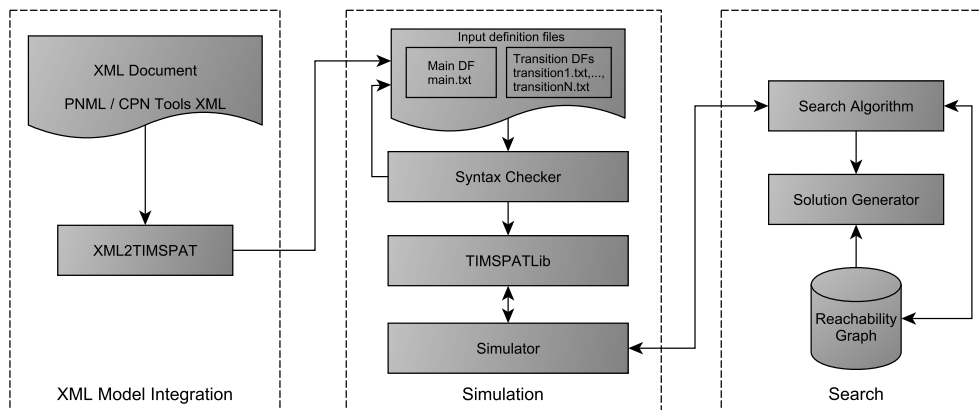 XML Document
PNML / CPN Tools XML
XML2TIMSPAT
XML Model Integration
Input definition files
Main DF
main.txt
Transition DFs
transition1.txt,...,
transitionN.txt
Syntax Checker
TIMSPATLib
Simulator
Simulation
Search Algorithm
Solution Generator
Reachability
Graph
Search